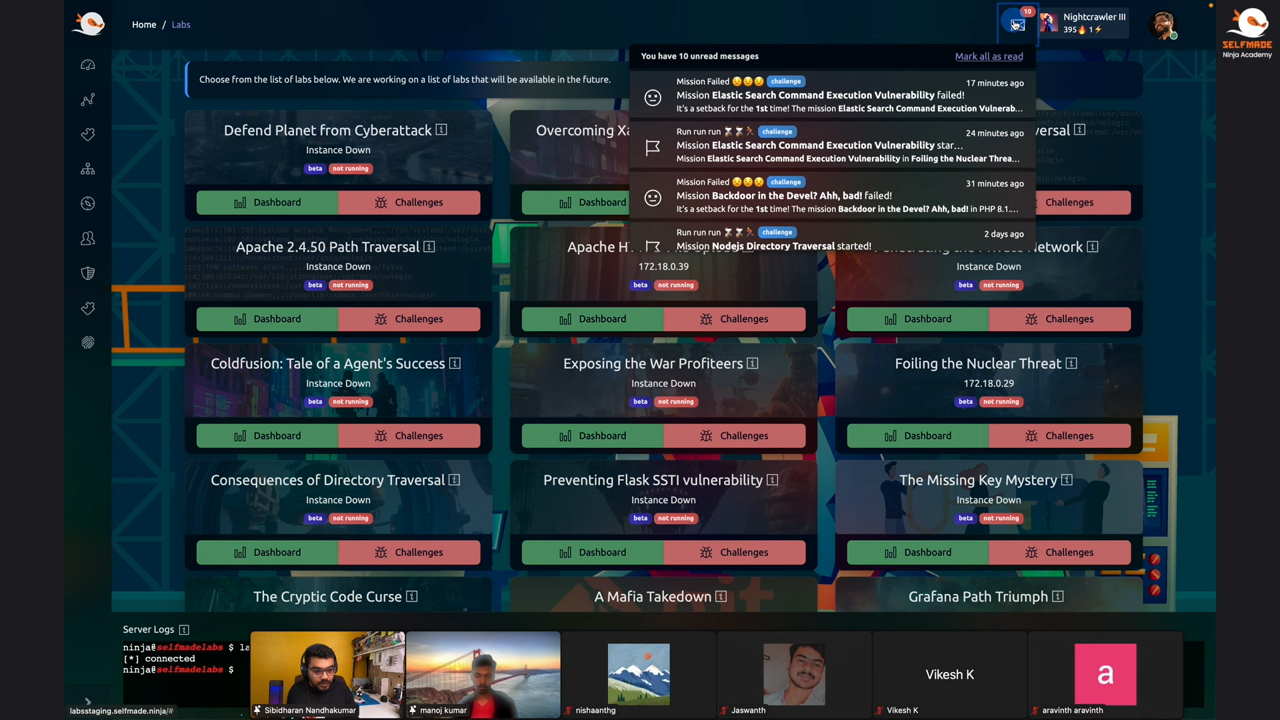 Home / Labs
10
Nightcrawler III
395 1
SELFMADE
Ninja Academy
You have 10 unread messages
Mark all as read
Mission Failed challenge
17 minutes ago
Mission Elastic Search Command Execution Vulnerability failed!
It's a setback for the 1st time! The mission Elastic Search Command Execution Vulnerab...
Run run run challenge
24 minutes ago
Mission Elastic Search Command Execution Vulnerability star...
Mission Elastic Search Command Execution Vulnerability in Foiling the Nuclear Threa...
Mission Failed challenge
31 minutes ago
Mission Backdoor in the Devel? Ahh, bad! failed!
It's a setback for the 1st time! The mission Backdoor in the Devel? Ahh, bad! in PHP 8.1....
Run run run challenge
2 days ago
Mission Nodejs Directory Traversal started!
Choose from the list of labs below. We are working on a list of labs that will be available in the future.
Defend Planet from Cyberattack
Instance Down
beta not running
Dashboard Challenges
Overcoming Xa
Dashboard
Challenges
Apache 2.4.50 Path Traversal
Instance Down
beta not running
Dashboard Challenges
Apache H
172.18.0.39
beta not running
Dashboard Challenges
Network
Instance Down
beta not running
Dashboard Challenges
Coldfusion: Tale of a Agent's Success
Instance Down
beta not running
Dashboard Challenges
Exposing the War Profiteers
Instance Down
beta not running
Dashboard Challenges
Foiling the Nuclear Threat
172.18.0.29
beta not running
Dashboard Challenges
Consequences of Directory Traversal
Instance Down
beta not running
Dashboard Challenges
Preventing Flask SSTI vulnerability
Instance Down
beta not running
Dashboard Challenges
The Missing Key Mystery
Instance Down
beta not running
Dashboard Challenges
The Cryptic Code Curse
A Mafia Takedown
Grafana Path Triumph
Server Logs
ninja@selfmadelabs $ la
[*] connected
ninja@selfmadelabs $
labsstaging.selfmade.ninja/#
Sibidharan Nandhakumar
manoj kumar
nishaanthg
Jaswanth
Vikesh K
Vikesh K
a
aravinth aravinth